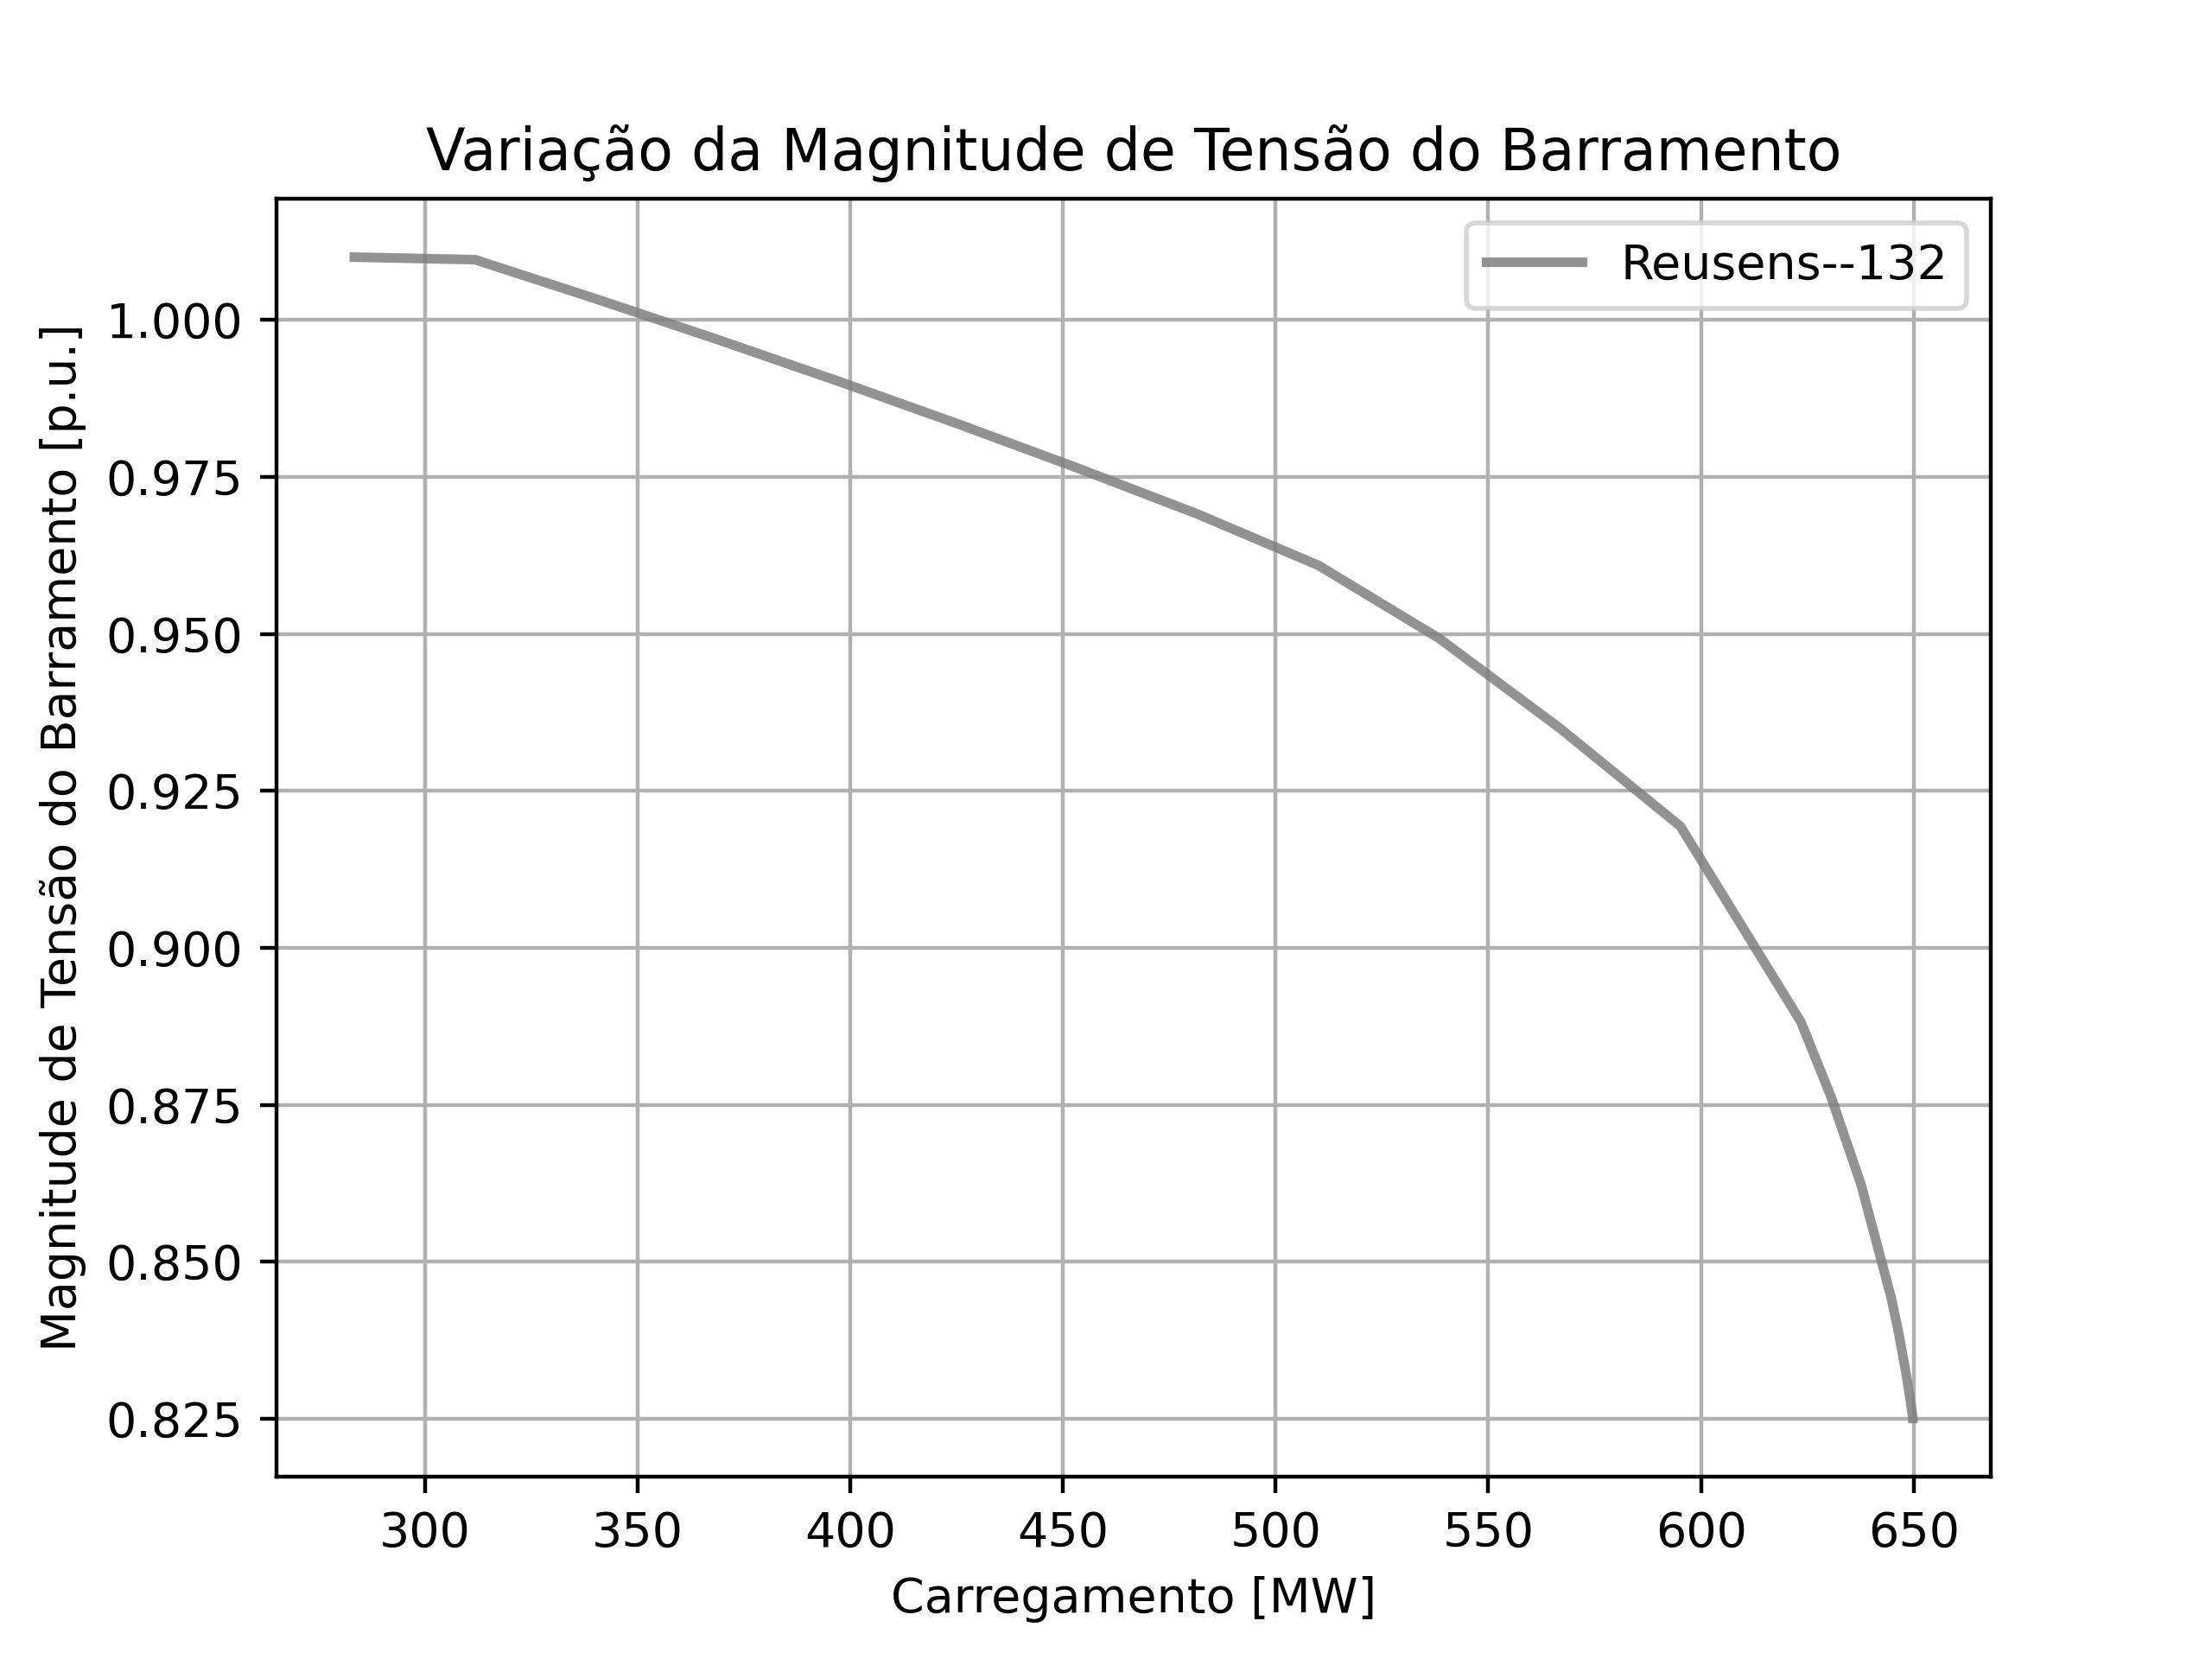 Variação da Magnitude de Tensão do Barramento
Reusens--132
Magnitude de Tensão do Barramento [p.u.]
1.000
0.975
0.950
0.925
0.900
0.875
0.850
0.825
300 350 400 450 500 550 600 650
Carregamento [MW]